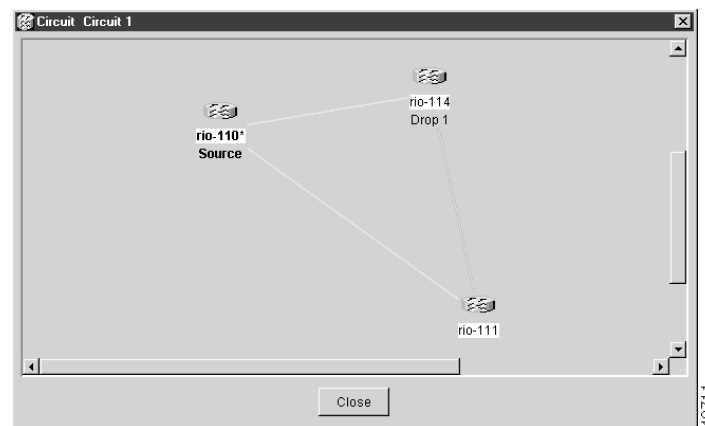 Circuit Circuit 1
rio-114
Drop 1
rio-110*
Source
rio-111
Close